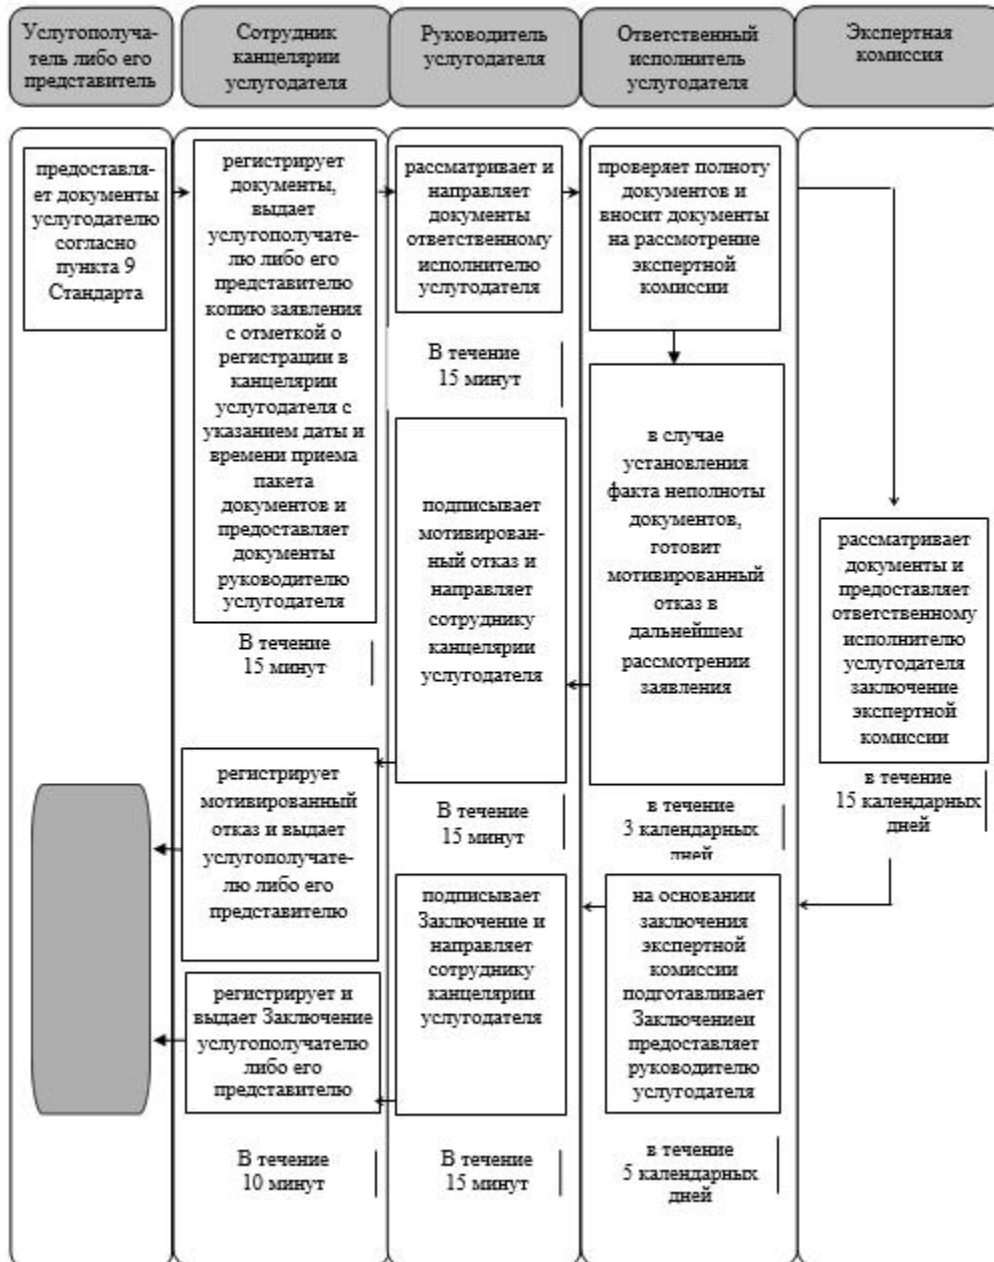 Услугополуча-
тель либо его
представитель
Сотрудник
канцелярии
услугодателя
Руководитель
услугодателя
Ответственный
исполнитель
услугодателя
Экспертная
комиссия
предоставля-
ет документы
услугодателю
согласно
пункта 9
Стандарта
регистрирует
документы,
выдает
услугополучате-
лю либо его
представителю
копию заявления
с отметкой о
регистрации в
канцелярии
услугодателя с
указанием даты и
времени приема
пакета
документов и
предоставляет
документы
руководителю
услугодателя
В течение
15 минут
рассматривает и
направляет
документы
ответственному
исполнителю
услугодателя
В течение
15 минут
проверяет полноту
документов и
вносит документы
на рассмотрение
экспертной
комиссии
в случае
установления
факта неполноты
документов,
готовит
мотивированный
отказ в
дальнейшем
рассмотрении
заявления
в течение
3 календарных
дней
рассматривает
документы и
предоставляет
ответственному
исполнителю
услугодателя
заключение
экспертной
комиссии
в течение
15 календарных
дней
подписывает
мотивирован-
ный отказ и
направляет
сотруднику
канцелярии
услугодателя
В течение
15 минут
регистрирует
мотивированный
отказ и выдает
услугополучате-
лю либо его
представителю
на основании
заключения
экспертной
комиссии
подготавливает
Заключениеи
предоставляет
руководителю
услугодателя
в течение
5 календарных
дней
подписывает
Заключение и
направляет
сотруднику
канцелярии
услугодателя
В течение
15 минут
регистрирует и
выдает Заключение
услугополучателю
либо его
представителю
В течение
10 минут